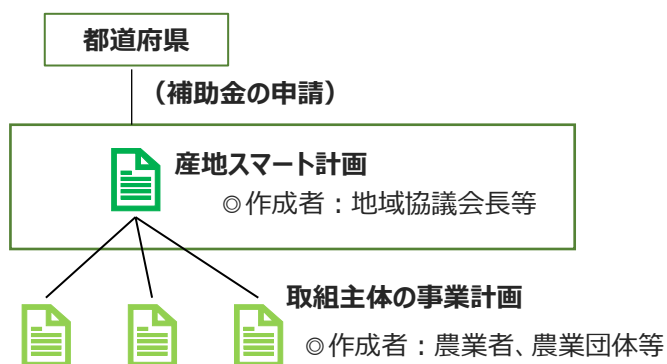 都道府県
（補助金の申請）
産地スマート計画
◎作成者：地域協議会長等
取組主体の事業計画
◎作成者：農業者、農業団体等